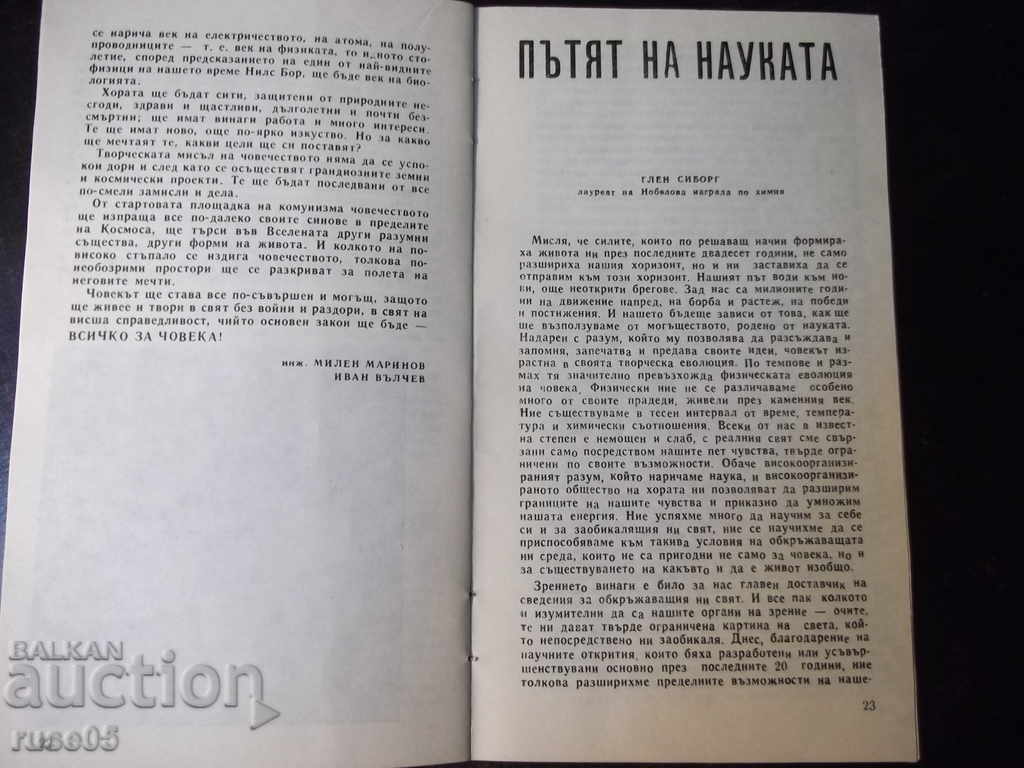 се нарича век на електричеството, на атома, на полу-
проводниците — т. е. век на физиката, то и ното сто-
летие, според предсказанието на един от най-видните
физици на нашето време Нилс Бор, ще бъде век на био-
логията.
Хората ще бъдат сити, защитени от природните не-
сгоди, здрави и щастливи, дълголетни и почти без-
смъртни; ще имат винаги работа и много интереси.
Те ще имат ново, още по-ярко изкуство. Но за какво
ще мечтаят те, какви цели ще си поставят?
Творческата мисъл на човечеството няма да се успо-
кои дори и след като се осъществят грандиозните земни
и космически проекти. Те ще бъдат последвани от все
по-смели замисли и дела.
От стартовата площадка на комунизма човечеството
ще изпраща все по-далеко своите синове в пределите
на Космоса, ще търси във Вселената други разумни
същества, други форми на живота. И колкото на по-
високо стъпало се издига човечеството, толкова по-
необозрими простори ще се разкриват за полета на
неговите мечти.
Човекът ще става все по-съвършен и могъщ, защото
ще живее и твори в свят без войни и раздори, в свят на
висша справедливост, чийто основен закон ще бъде —
ВСИЧКО ЗА ЧОВЕКА!
инж. МИЛЕН МАРИНОВ
ИВАН ВЪЛЧЕВ
ПЪТЯТ НА НАУКАТА
ГЛЕН СИБОРГ
лауреат на Нобелова награда по химия
Мисля, че силите, които по решаващ начин формира-
ха живота ни през последните двадесет години, не само
разшириха нашия хоризонт, но и ни заставиха да се
отправим към този хоризонт. Нашият път води към но-
ви, още неоткрити брегове. Зад нас са милионите годи-
ни на движение напред, на борба и растеж, на победи
и постижения. И нашето бъдеще зависи от това, как ще
ше възползуваме от могъществото, родено от науката.
Надарен с разум, който му позволява да разсъждава и
запомня, запечатва и предава своите идеи, човекът из-
растна в своята творческа еволюция. По темпове и раз-
мах тя значително превъзхожда физическата еволюция
на човека. Физически ние не се различаваме особено
много от своите прадеди, живели през каменния век.
Ние съществуваме в тесен интервал от време, темпера-
тура и химически съотношения. Всеки от нас в извест-
на степен е немощен и слаб, с реалния свят сме свър-
зани само посредством нашите пет чувства, твърде огра-
ничени по своите възможности. Обаче високоорганизи-
раният разум, който наричаме наука, и високоорганизи-
раното общество на хората ни позволяват да разширим
границите на нашите чувства и приказно да умножим
нашата енергия. Ние успяхме много да научим за себе
си и за заобикалящия ни свят, ние се научихме да се
приспособяваме към такива условия на обкръжаващата
ни среда, които не са пригодни не само за човека, но и
за съществуването на какъвто и да е живот изобщо.
Зрението винаги е било за нас главен доставчик на
сведения за обкръжаващия ни свят. И все пак колкото
и изумителни да са нашите органи на зрение — очите,
те ни дават твърде ограничена картина на света, кой-
то непосредствено ни заобикаля. Днес, благодарение на
научните открития, които бяха разработени или усъвър-
шенствувани основно през последните 20 години, ние
толкова разширихме пределните възможности на наше-
23
BALKAN
auction
ruse05